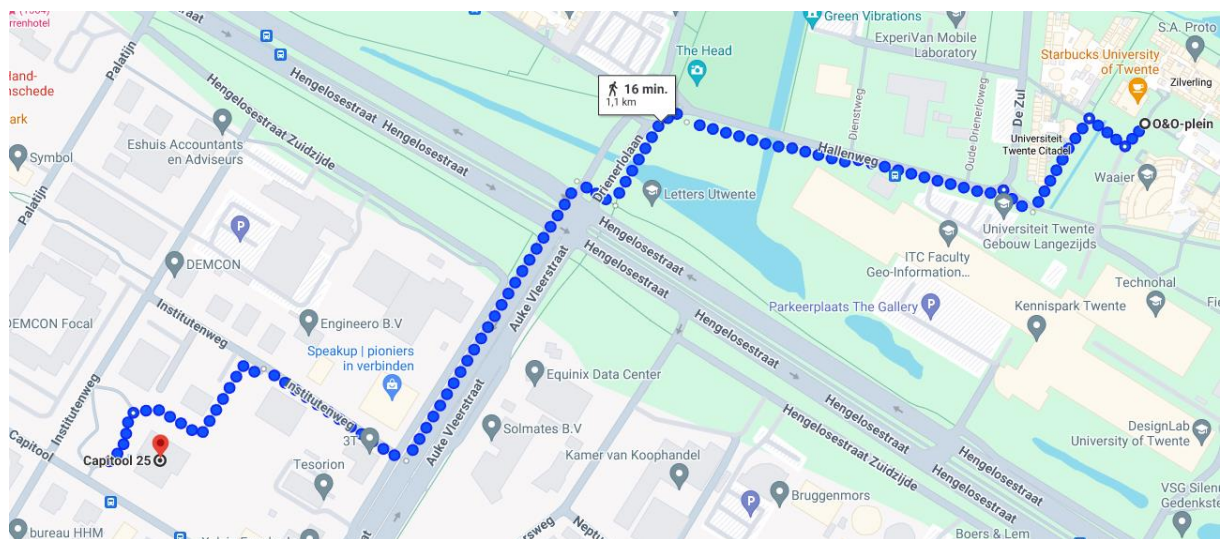 rrenhotel
Palatijn
Green Vibrations
S.A. Proto
ExperiVan Mobile
Laboratory
The Head
Starbucks University
of Twente
Zilverling
Hengelosestraat
Hengelosestraat
Hengelosestraat Zuidzijde
16 min.
1,1 km
Dienstweg
Oude Drienerloweg
De Zul
O&O-plein
Universiteit
Twente Citadel
Eshuis Accountants
en Adviseurs
Symbol
Palatijn
Hallenweg
Waaier
Drienerlolaan
Letters Utwente
Universiteit Twente
Gebouw Langezijds
P
DEMCON
Hengelosestraat
Hengelosestraat
ITC Faculty
Geo-Information...
Technohal
Parkeerplaats The Gallery
P
Kennispark Twente
Institutenweg
DEMCON Focal
Engineero B.V
Auke Vleerstraat
Hengelosestraat
Hengelosestraat
Speakup | pioniers
in verbinden
Equinix Data Center
Institutenweg
Institutenweg
Hengelosestraat
Hengelosestraat Zuidzijde
Auke Vleerstraat
Solmates B.V
3T
DesignLab
University of Twente
Capitool
Capitool 25
Tesorion
Kamer van Koophandel
Hengelosestraat
Hengelosestraat
P
Bruggenmors
VSG Silenu
Gedenkste
bureau HHM
Boers & Lem